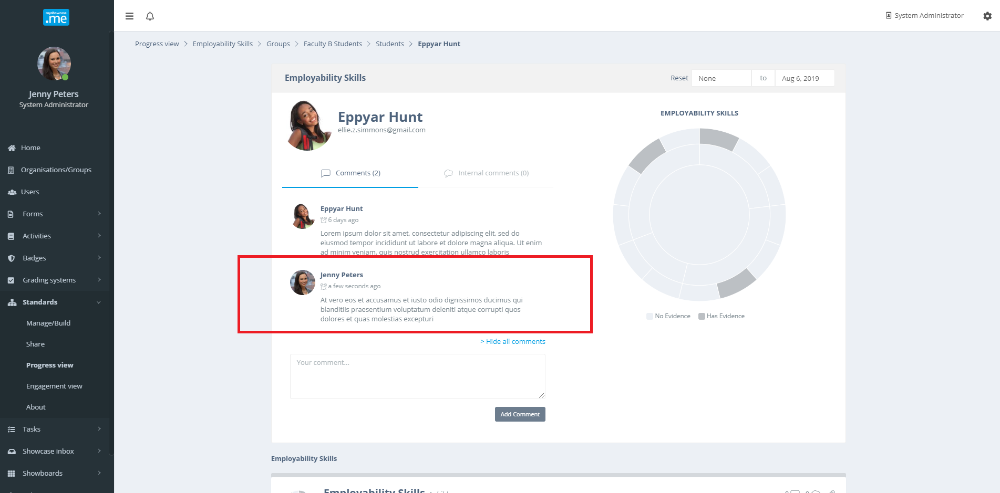 myshowcase
.me
System Administrator
Jenny Peters
System Administrator
Home
Organisations/Groups
Users
Forms
Activities
Badges
Grading systems
Standards
Manage/Build
Share
Progress view
Engagement view
About
Tasks
Showcase inbox
Showboards
Progress view > Employability Skills > Groups > Faculty B Students > Students > Eppyar Hunt
Employability Skills
Reset None to Aug 6, 2019
Eppyar Hunt
ellie.z.simmons@gmail.com
Comments (2)
Internal comments (0)
Eppyar Hunt
6 days ago
Lorem ipsum dolor sit amet, consectetur adipiscing elit, sed do
eiusmod tempor incididunt ut labore et dolore magna aliqua. Ut enim
ad minim veniam, quis nostrud exercitation ullamco laboris
Jenny Peters
a few seconds ago
At vero eos et accusamus et iusto odio dignissimos ducimus qui
blanditiis praesentium voluptatum deleniti atque corrupti quos
dolores et quas molestias excepturi
> Hide all comments
Your comment...
Add Comment
EMPLOYABILITY SKILLS
No Evidence
Has Evidence
Employability Skills
Employability Skills